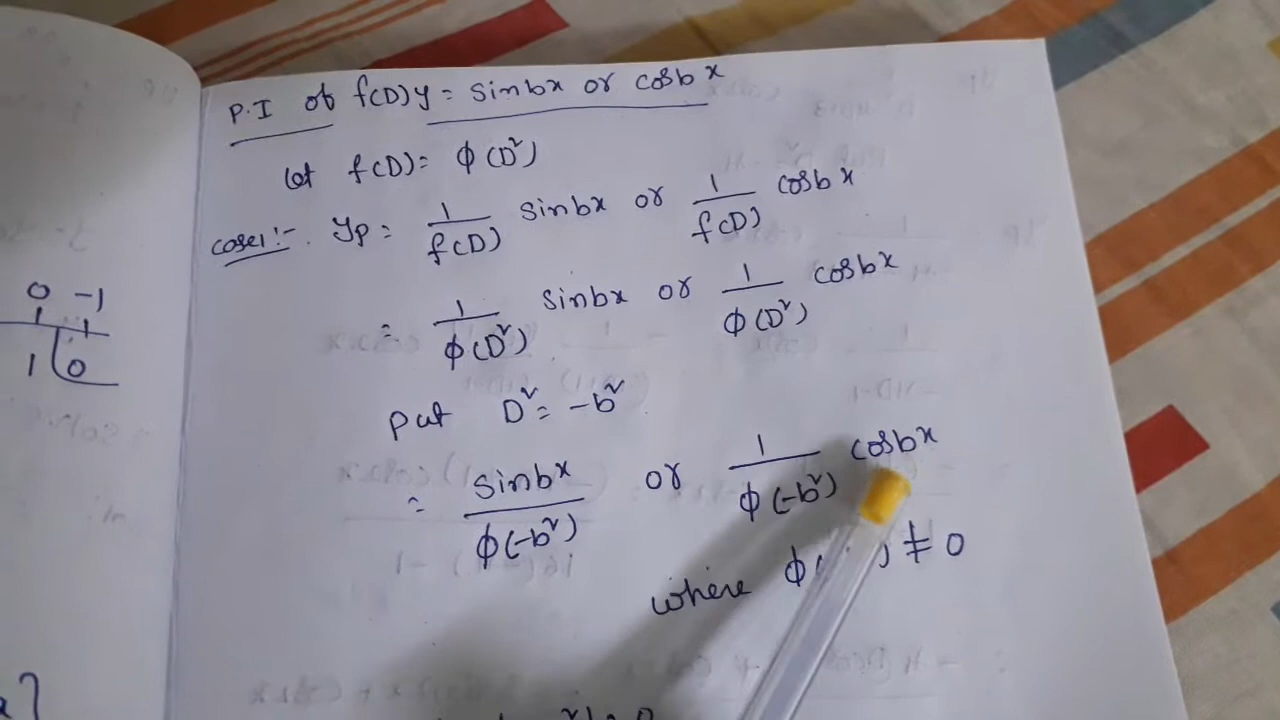 0 -1
1 0
P.I of f(D)y = sinbx or cosbx
Let f(D) = ϕ(D²)
case1:- yp = 1/f(D) sinbx or 1/f(D) cosbx
= 1/ϕ(D²) sinbx or 1/ϕ(D²) cosbx
put D² = -b²
= sinbx/ϕ(-b²) or 1/ϕ(-b²) cosbx
where ϕ( ) ≠ 0